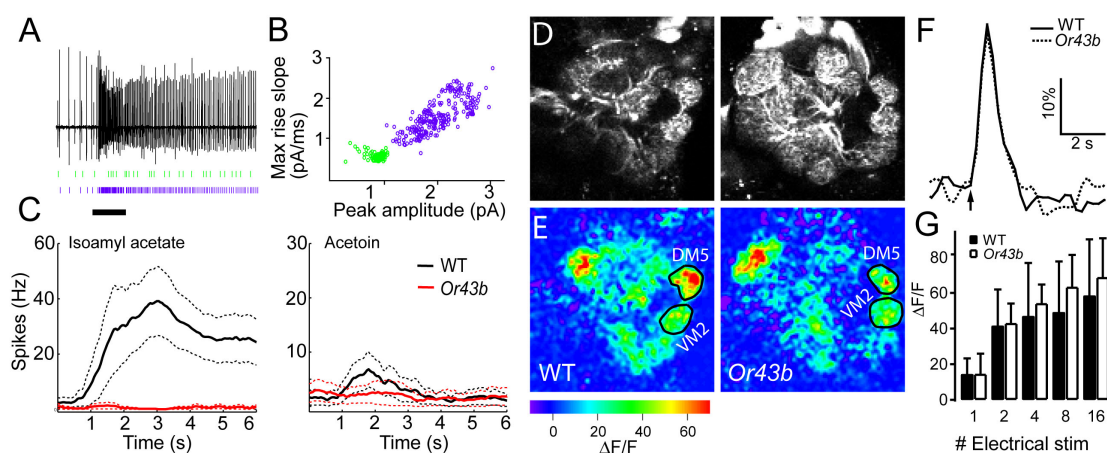 A
B
Max rise slope
(pA/ms)
3
2
1
1
2
3
Peak amplitude (pA)
C
Isoamyl acetate
Spikes (Hz)
60
40
20
1
2
3
4
5
6
Time (s)
Acetoin
WT
Or43b
30
20
10
1
2
3
4
5
6
Time (s)
D
E
DM5
VM2
WT
DM5
VM2
Or43b
0
20
40
60
ΔF/F
F
WT
Or43b
10%
2 s
G
WT
Or43b
ΔF/F
80
60
40
20
0
1
2
4
8
16
# Electrical stim